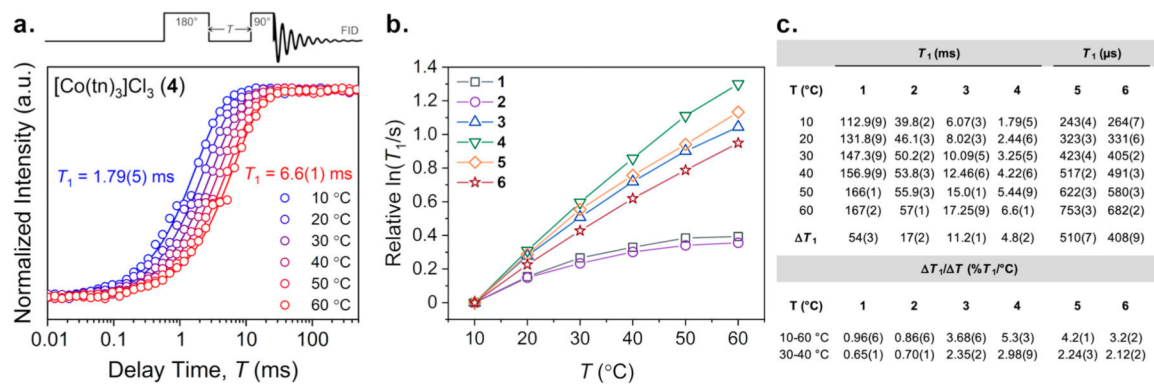 a.
180°
T
90°
FID
[Co(tn)3]Cl3 (4)
T1 = 1.79(5) ms
T1 = 6.6(1) ms
10 °C
20 °C
30 °C
40 °C
50 °C
60 °C
Normalized Intensity (a.u.)
0.01 0.1 1 10 100
Delay Time, T (ms)
b.
1
2
3
4
5
6
Relative ln(T1/s)
1.4
1.2
1.0
0.8
0.6
0.4
0.2
0
10 20 30 40 50 60
T (°C)
c.
T1 (ms) T1 (µs)
T (°C) 1 2 3 4 5 6
10 112.9(9) 39.8(2) 6.07(3) 1.79(5) 243(4) 264(7)
20 131.8(9) 46.1(3) 8.02(3) 2.44(6) 323(3) 331(6)
30 147.3(9) 50.2(2) 10.09(5) 3.25(5) 423(4) 405(2)
40 156.9(9) 53.8(3) 12.46(6) 4.22(6) 517(2) 491(3)
50 166(1) 55.9(3) 15.0(1) 5.44(9) 622(3) 580(3)
60 167(2) 57(1) 17.25(9) 6.6(1) 753(3) 682(2)
ΔT1 54(3) 17(2) 11.2(1) 4.8(2) 510(7) 408(9)
ΔT1/ΔT (%T1/°C)
T (°C) 1 2 3 4 5 6
10-60 °C 0.96(6) 0.86(6) 3.68(6) 5.3(3) 4.2(1) 3.2(2)
30-40 °C 0.65(1) 0.70(1) 2.35(2) 2.98(9) 2.24(3) 2.12(2)